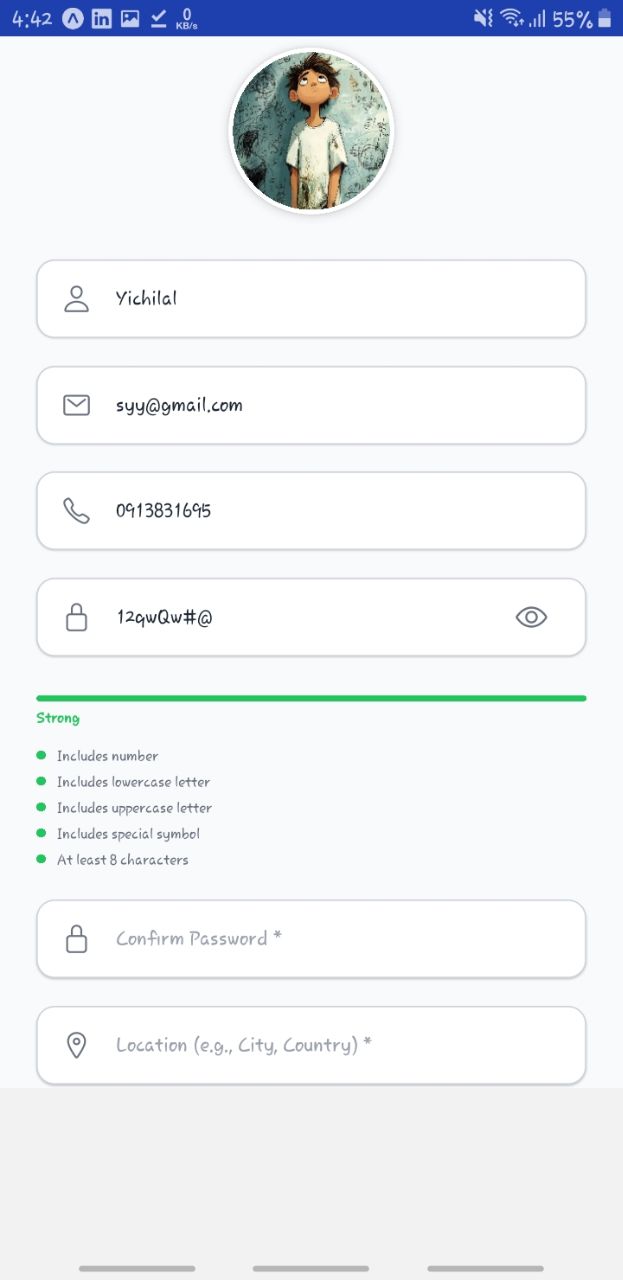 4:42 0 KB/s 55%
Yichilal
syy@gmail.com
0913831695
12qwQw#@
Strong
Includes number
Includes lowercase letter
Includes uppercase letter
Includes special symbol
At least 8 characters
Confirm Password *
Location (e.g., City, Country) *